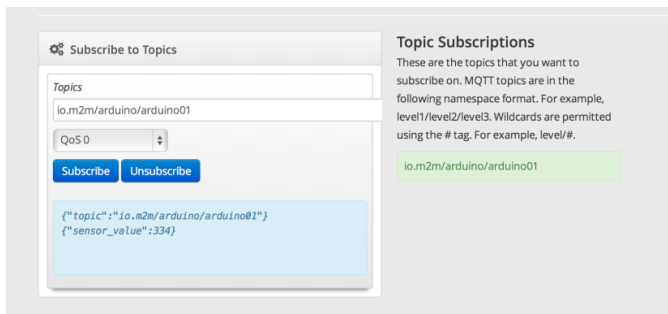 Subscribe to Topics
Topics
io.m2m/arduino/arduino01
QoS 0
Subscribe
Unsubscribe
{"topic":"io.m2m/arduino/arduino01"}
{"sensor_value":334}
Topic Subscriptions
These are the topics that you want to
subscribe on. MQTT topics are in the
following namespace format. For example,
level1/level2/level3. Wildcards are permitted
using the # tag. For example, level/#.
io.m2m/arduino/arduino01